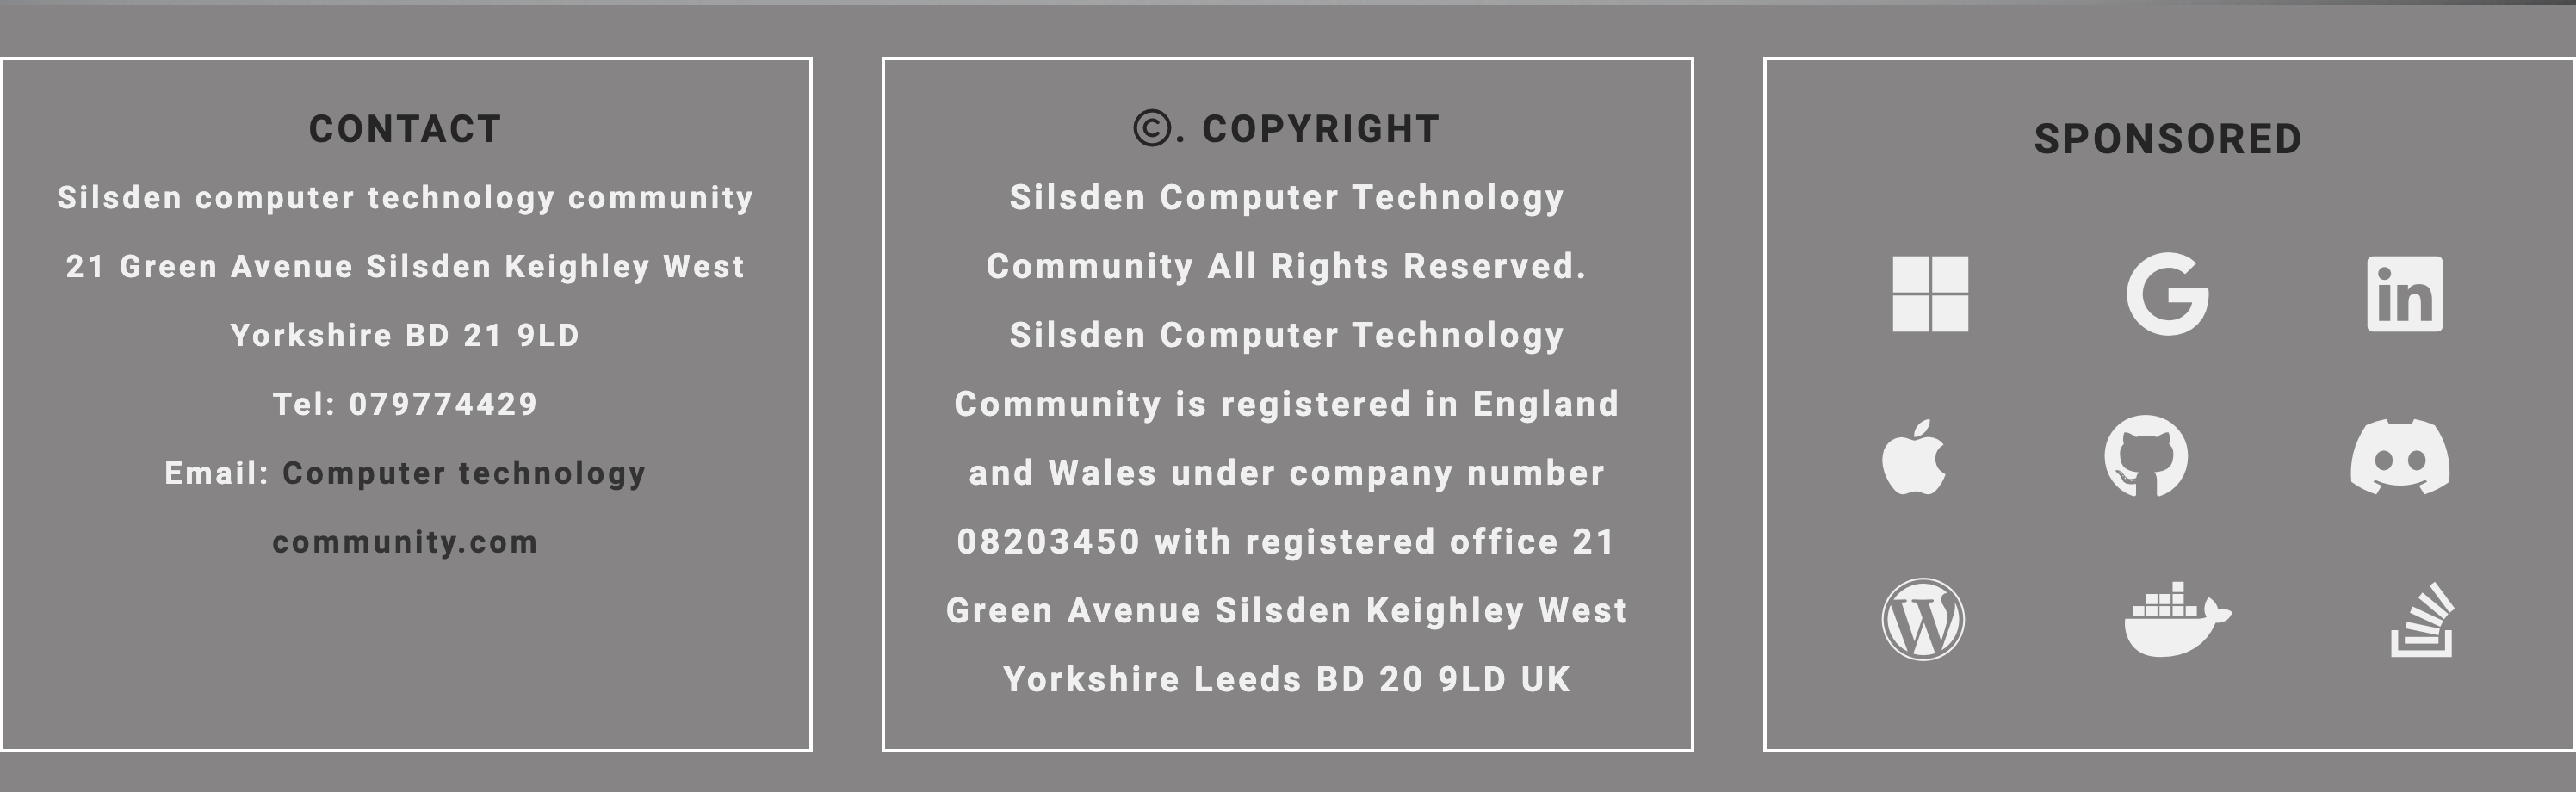 CONTACT
Silsden computer technology community
21 Green Avenue Silsden Keighley West
Yorkshire BD 21 9LD
Tel: 079774429
Email: Computer technology
community.com
©. COPYRIGHT
Silsden Computer Technology
Community All Rights Reserved.
Silsden Computer Technology
Community is registered in England
and Wales under company number
08203450 with registered office 21
Green Avenue Silsden Keighley West
Yorkshire Leeds BD 20 9LD UK
SPONSORED
G
in
W